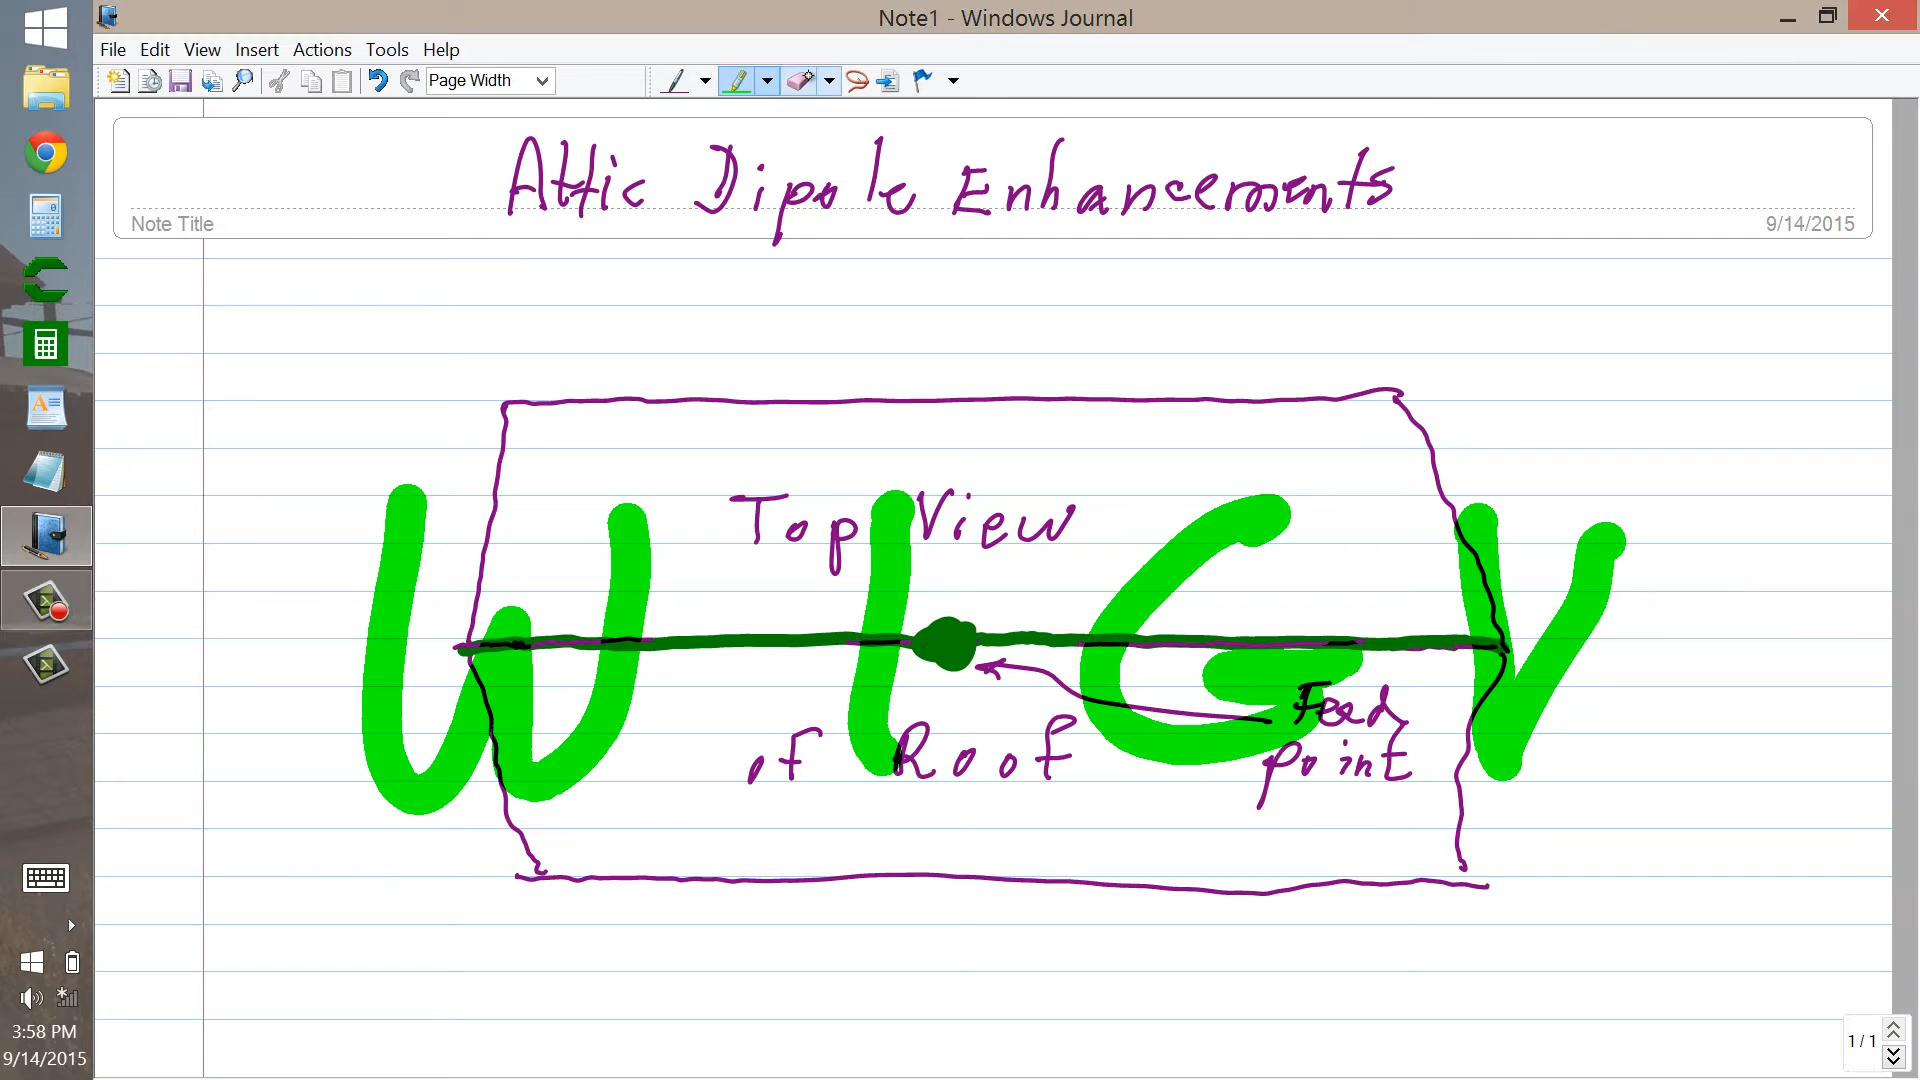 Note1 - Windows Journal
File Edit View Insert Actions Tools Help
Page Width
Attic Dipole Enhancements
Note Title
9/14/2015
Top View
W1GV
Feed
of Roof
point
3:58 PM
9/14/2015
1 / 1